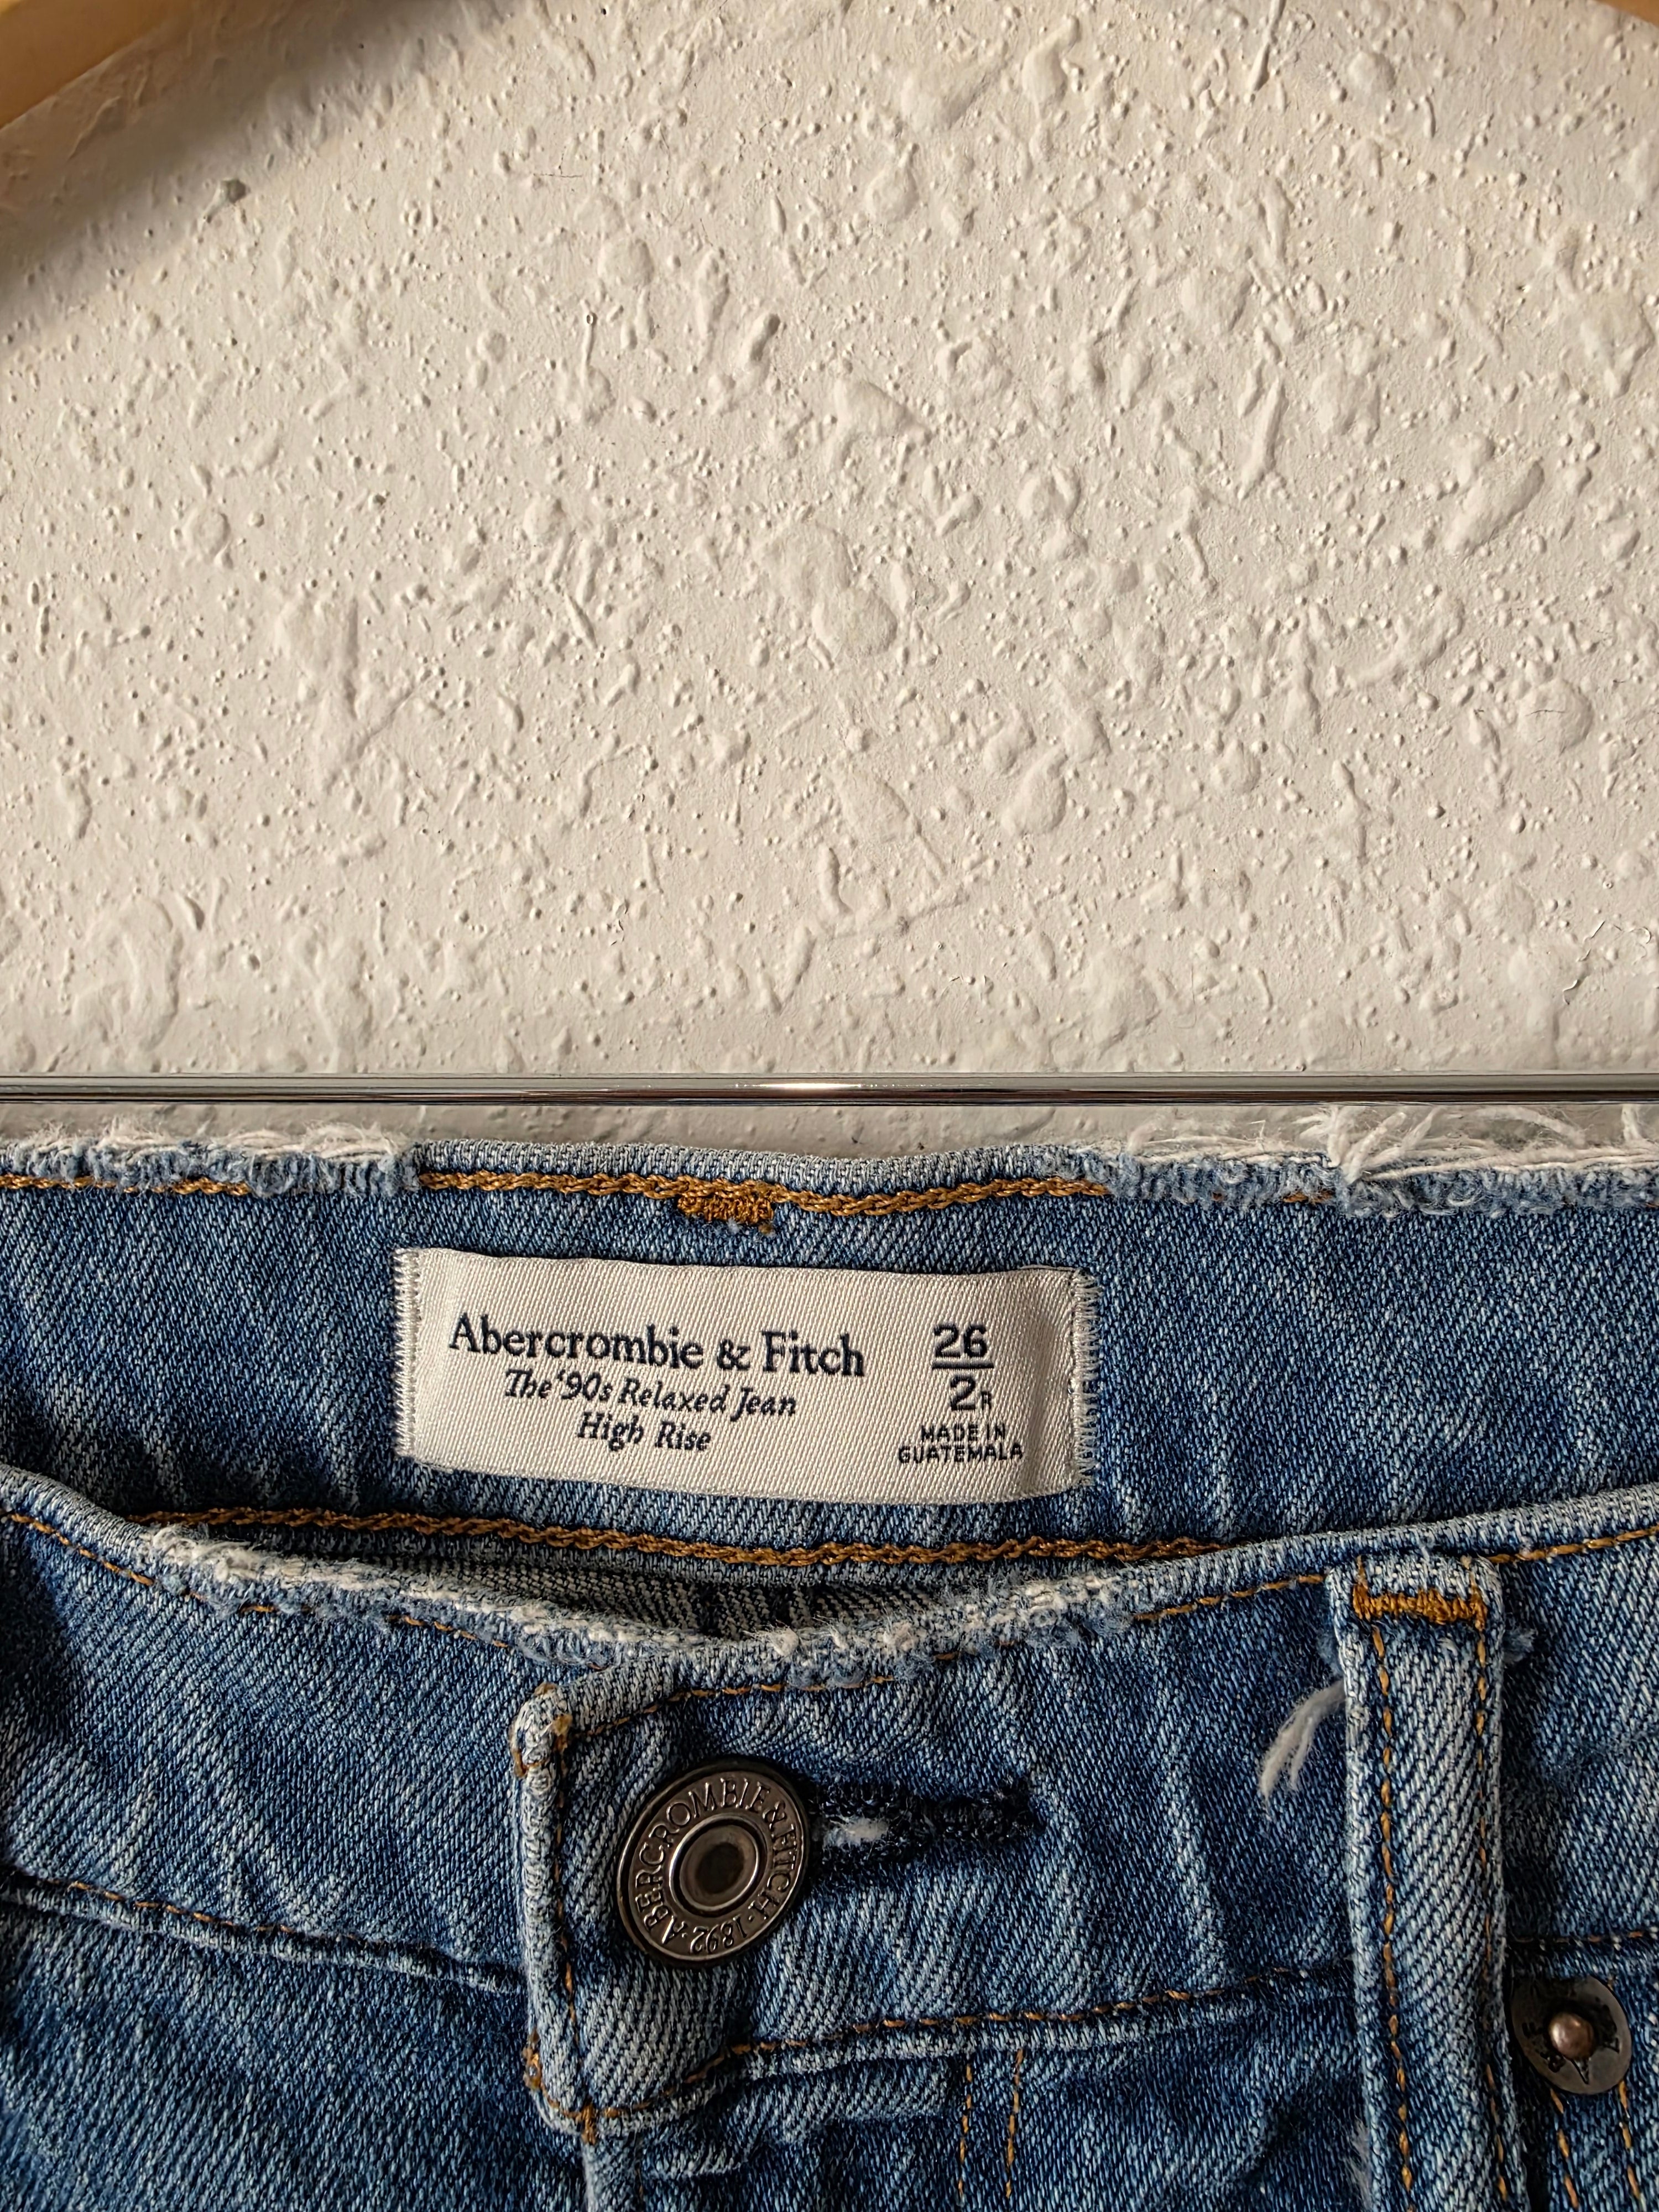 Abercrombie & Fitch
The '90s Relaxed Jean
High Rise
26
2R
MADE IN
GUATEMALA
ABERCROMBIE & FITCH · 1892 ·